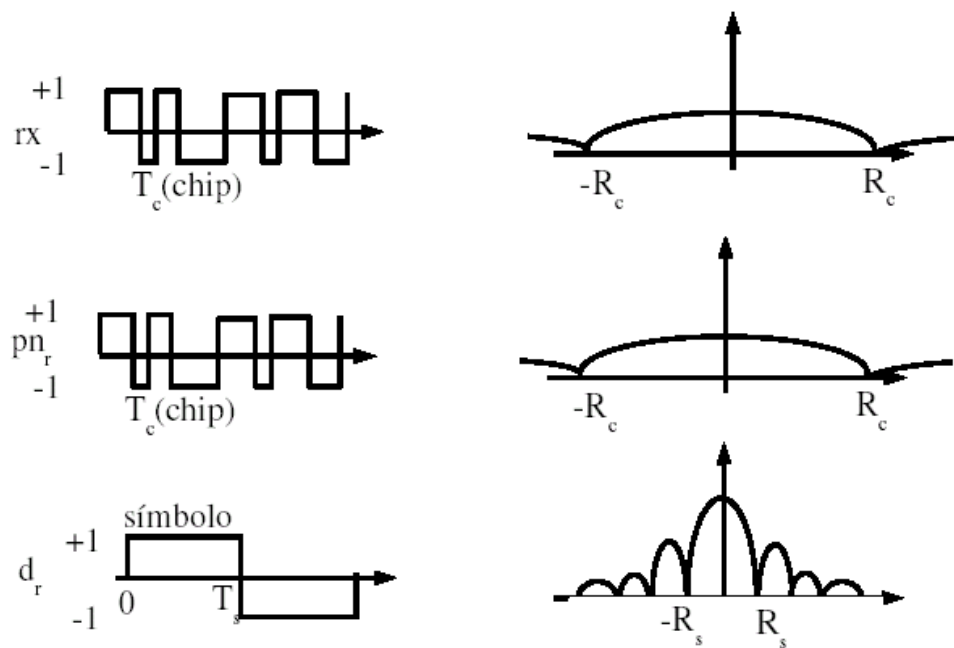 +1
rx
-1
T_c(chip)
-R_c R_c
+1
pn_r
-1
T_c(chip)
-R_c R_c
símbolo
+1
d_r
0 T_s
-1
-R_s R_s